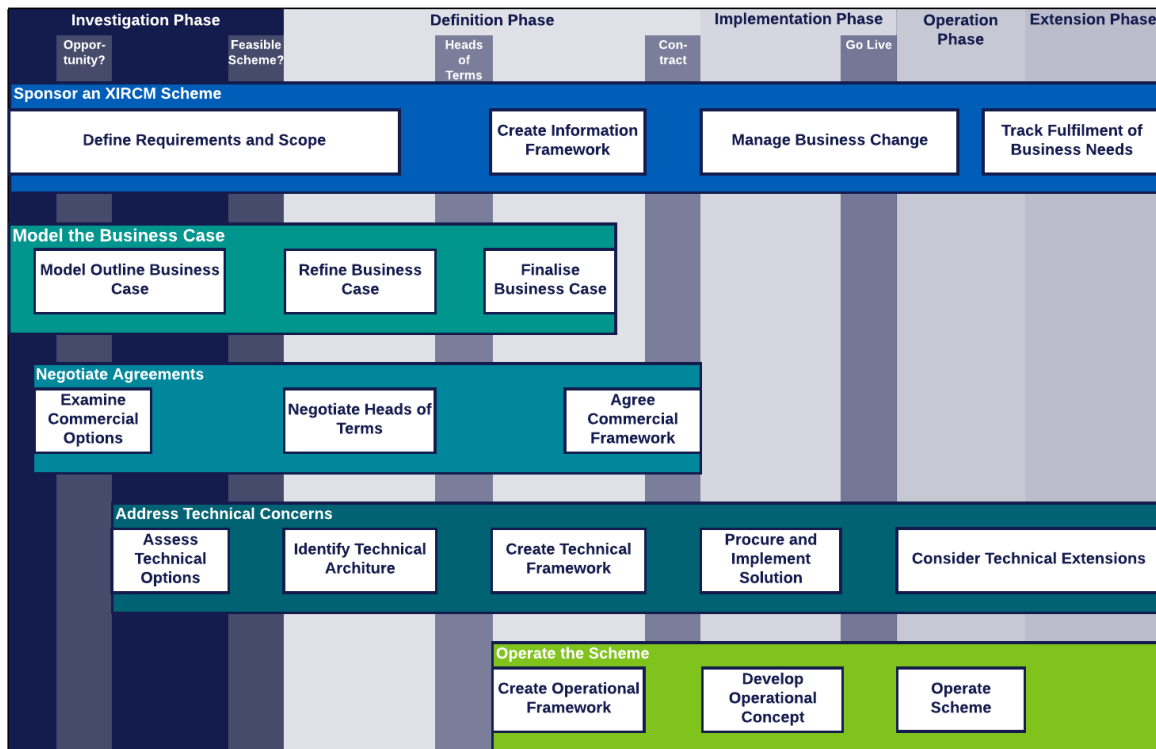 Investigation Phase
Definition Phase
Implementation Phase
Operation
Phase
Extension Phase
Oppor-
tunity?
Feasible
Scheme?
Heads
of
Terms
Con-
tract
Go Live
Sponsor an XIRCM Scheme
Define Requirements and Scope
Create Information
Framework
Manage Business Change
Track Fulfilment of
Business Needs
Model the Business Case
Model Outline Business
Case
Refine Business
Case
Finalise
Business Case
Negotiate Agreements
Examine
Commercial
Options
Negotiate Heads of
Terms
Agree
Commercial
Framework
Address Technical Concerns
Assess
Technical
Options
Identify Technical
Architure
Create Technical
Framework
Procure and
Implement
Solution
Consider Technical Extensions
Operate the Scheme
Create Operational
Framework
Develop
Operational
Concept
Operate
Scheme